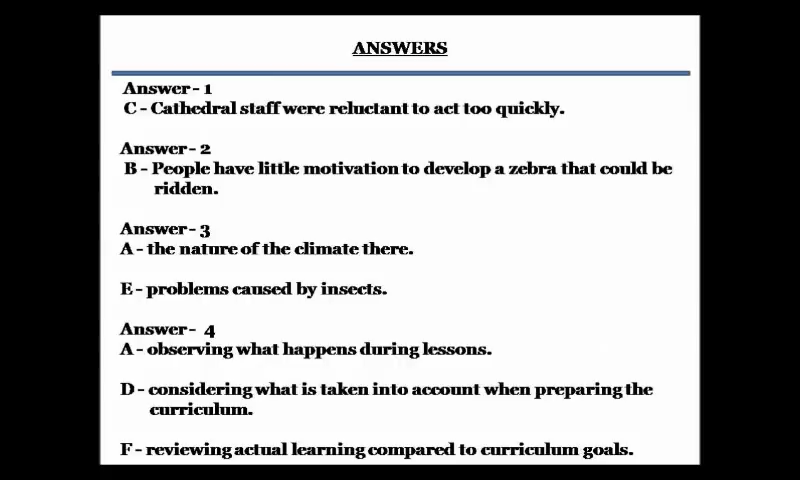 ANSWERS
Answer - 1
C - Cathedral staff were reluctant to act too quickly.
Answer - 2
B - People have little motivation to develop a zebra that could be
ridden.
Answer - 3
A - the nature of the climate there.
E - problems caused by insects.
Answer - 4
A - observing what happens during lessons.
D - considering what is taken into account when preparing the
curriculum.
F - reviewing actual learning compared to curriculum goals.